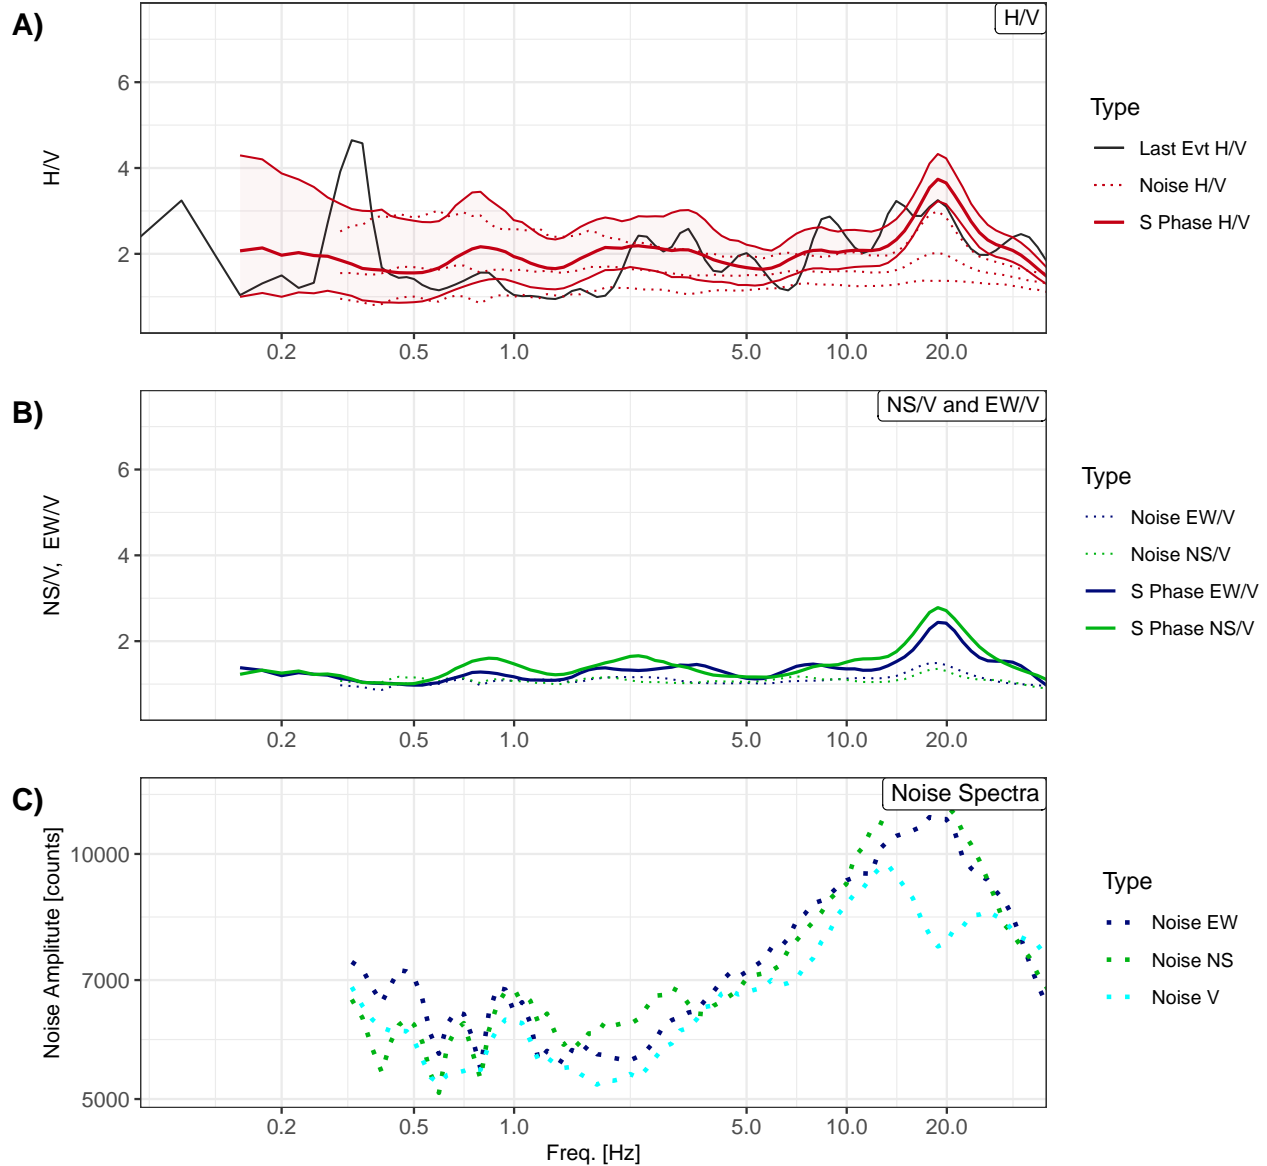 A)
H/V
6
4
2
H/V
0.2 0.5 1.0 5.0 10.0 20.0
Type
Last Evt H/V
Noise H/V
S Phase H/V
B)
NS/V and EW/V
6
4
2
NS/V, EW/V
0.2 0.5 1.0 5.0 10.0 20.0
Type
Noise EW/V
Noise NS/V
S Phase EW/V
S Phase NS/V
C)
Noise Spectra
10000
7000
5000
Noise Amplitute [counts]
0.2 0.5 1.0 5.0 10.0 20.0
Freq. [Hz]
Type
Noise EW
Noise NS
Noise V